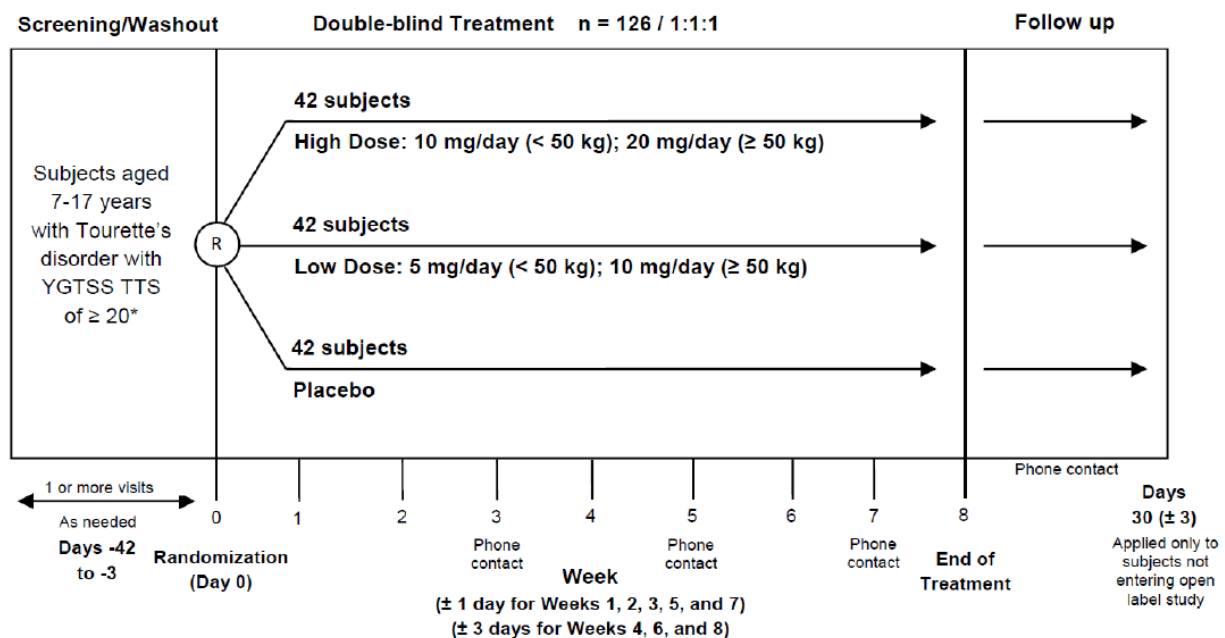 Screening/Washout
Double-blind Treatment n = 126 / 1:1:1
Follow up
Subjects aged
7-17 years
with Tourette's
disorder with
YGTSS TTS
of ≥ 20*
R
42 subjects
High Dose: 10 mg/day (< 50 kg); 20 mg/day (≥ 50 kg)
42 subjects
Low Dose: 5 mg/day (< 50 kg); 10 mg/day (≥ 50 kg)
42 subjects
Placebo
1 or more visits
As needed
Days -42
to -3
0
Randomization
(Day 0)
1
2
3
Phone
contact
4
5
Phone
contact
6
7
Phone
contact
8
End of
Treatment
Week
(± 1 day for Weeks 1, 2, 3, 5, and 7)
(± 3 days for Weeks 4, 6, and 8)
Phone contact
Days
30 (± 3)
Applied only to
subjects not
entering open
label study